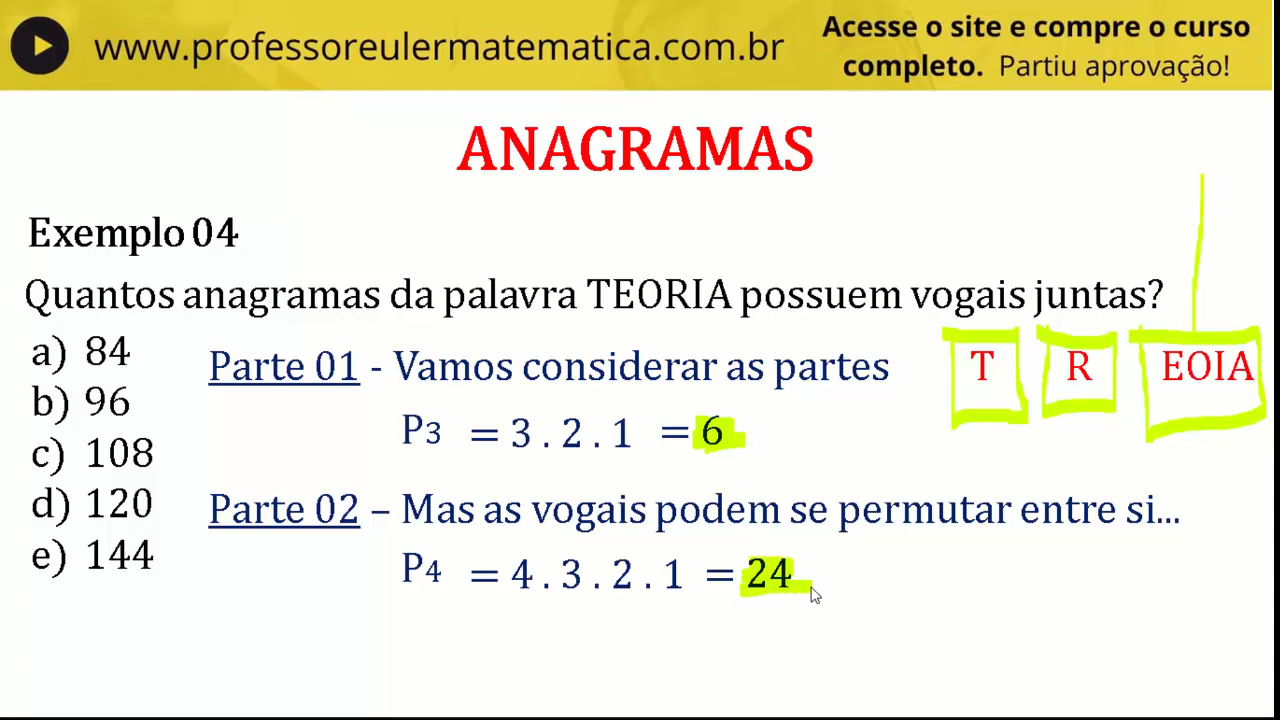 www.professoreulermatematica.com.br
Acesse o site e compre o curso
completo. Partiu aprovação!
ANAGRAMAS
Exemplo 04
Quantos anagramas da palavra TEORIA possuem vogais juntas?
a) 84
b) 96
c) 108
d) 120
e) 144
Parte 01 - Vamos considerar as partes T R EOIA
P3 = 3 . 2 . 1 = 6
Parte 02 – Mas as vogais podem se permutar entre si...
P4 = 4 . 3 . 2 . 1 = 24